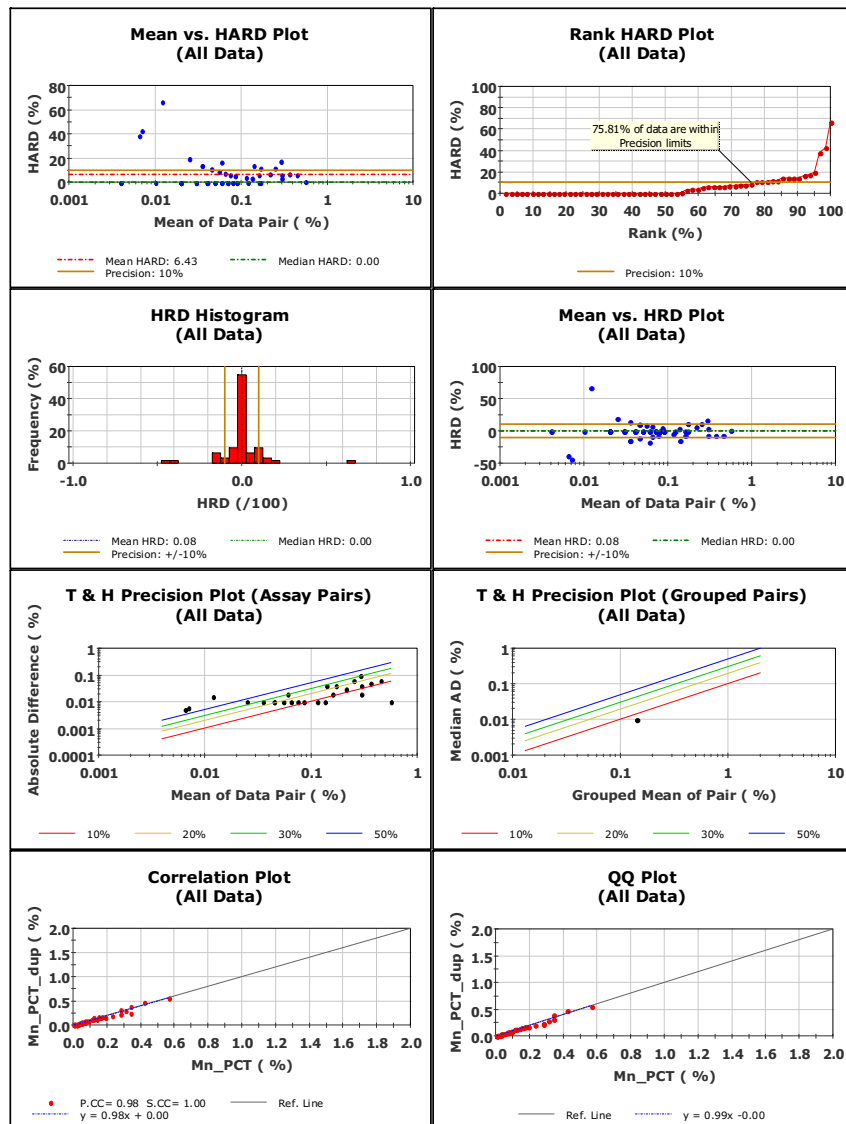 Mean vs. HARD Plot
(All Data)
HARD (%)
80
60
40
20
0
0.001 0.01 0.1 1 10
Mean of Data Pair ( %)
Mean HARD: 6.43 Median HARD: 0.00
Precision: 10%
Rank HARD Plot
(All Data)
HARD (%)
100
80
60
40
20
0
75.81% of data are within
Precision limits
0 10 20 30 40 50 60 70 80 90 100
Rank (%)
Precision: 10%
HRD Histogram
(All Data)
Frequency (%)
60
40
20
0
-1.0 0.0 1.0
HRD (/100)
Mean HRD: 0.08 Median HRD: 0.00
Precision: +/-10%
Mean vs. HRD Plot
(All Data)
HRD (%)
100
50
0
-50
0.001 0.01 0.1 1 10
Mean of Data Pair ( %)
Mean HRD: 0.08 Median HRD: 0.00
Precision: +/-10%
T & H Precision Plot (Assay Pairs)
(All Data)
Absolute Difference ( %)
1
0.1
0.01
0.001
0.0001
0.001 0.01 0.1 1
Mean of Data Pair ( %)
10% 20% 30% 50%
T & H Precision Plot (Grouped Pairs)
(All Data)
Median AD ( %)
1
0.1
0.01
0.001
0.01 0.1 1 10
Grouped Mean of Pair ( %)
10% 20% 30% 50%
Correlation Plot
(All Data)
Mn_PCT_dup ( %)
2.0
1.5
1.0
0.5
0.0
0.0 0.2 0.4 0.6 0.8 1.0 1.2 1.4 1.6 1.8 2.0
Mn_PCT ( %)
P.CC= 0.98 S.CC= 1.00 Ref. Line
y = 0.98x + 0.00
QQ Plot
(All Data)
Mn_PCT_dup ( %)
2.0
1.5
1.0
0.5
0.0
0.0 0.2 0.4 0.6 0.8 1.0 1.2 1.4 1.6 1.8 2.0
Mn_PCT ( %)
Ref. Line y = 0.99x -0.00